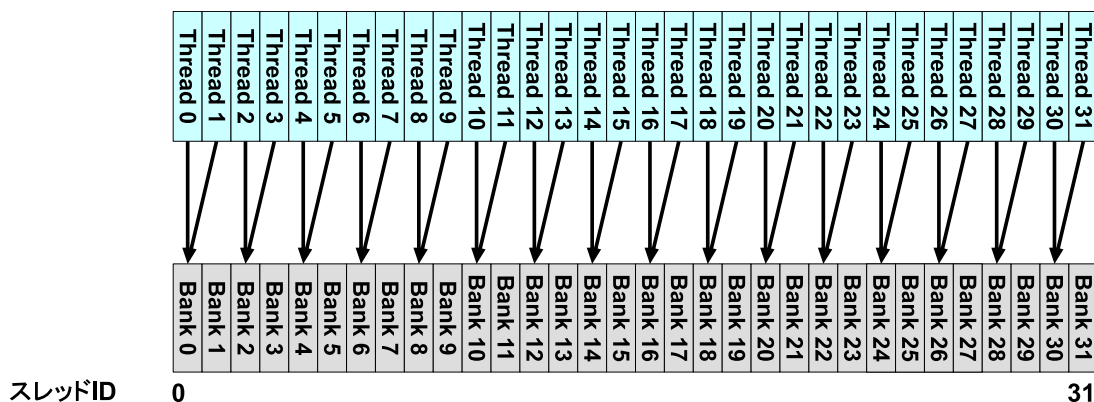 Thread 0
Thread 1
Thread 2
Thread 3
Thread 4
Thread 5
Thread 6
Thread 7
Thread 8
Thread 9
Thread 10
Thread 11
Thread 12
Thread 13
Thread 14
Thread 15
Thread 16
Thread 17
Thread 18
Thread 19
Thread 20
Thread 21
Thread 22
Thread 23
Thread 24
Thread 25
Thread 26
Thread 27
Thread 28
Thread 29
Thread 30
Thread 31
Bank 0
Bank 1
Bank 2
Bank 3
Bank 4
Bank 5
Bank 6
Bank 7
Bank 8
Bank 9
Bank 10
Bank 11
Bank 12
Bank 13
Bank 14
Bank 15
Bank 16
Bank 17
Bank 18
Bank 19
Bank 20
Bank 21
Bank 22
Bank 23
Bank 24
Bank 25
Bank 26
Bank 27
Bank 28
Bank 29
Bank 30
Bank 31
スレッドID 0 31